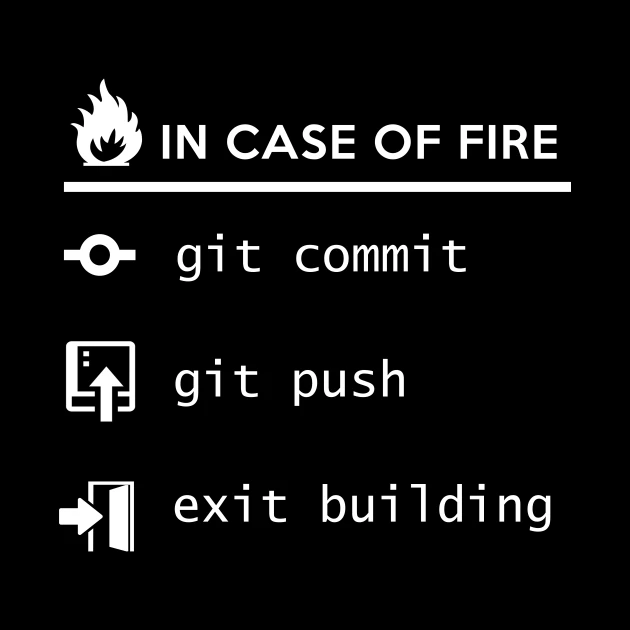 IN CASE OF FIRE
git commit
git push
exit building